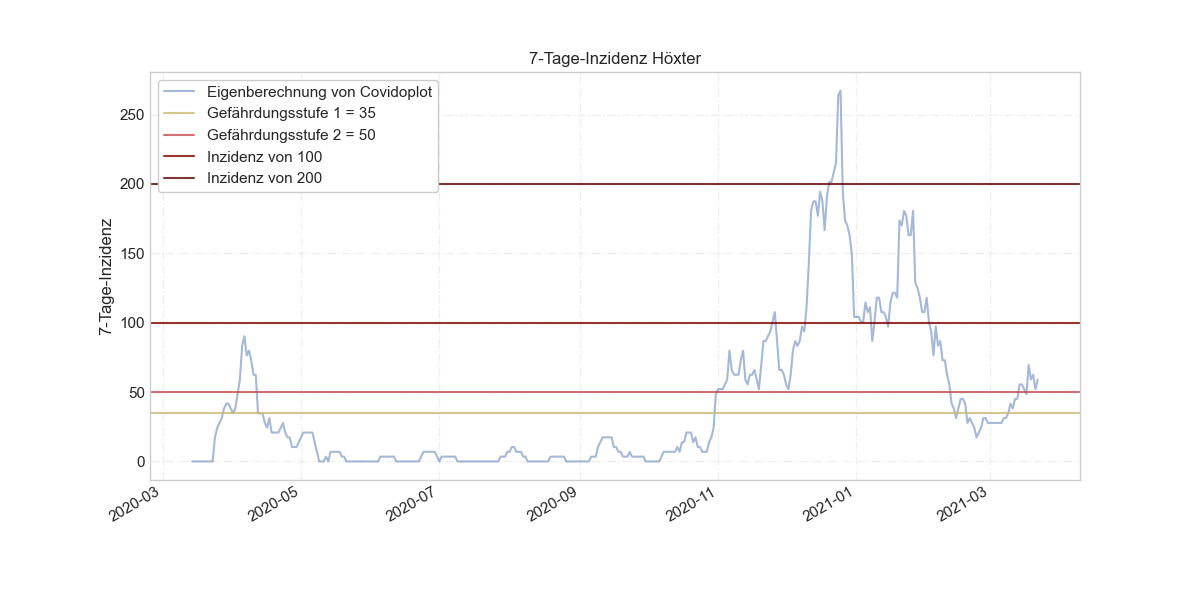 7-Tage-Inzidenz Höxter
Eigenberechnung von Covidoplot
Gefährdungsstufe 1 = 35
Gefährdungsstufe 2 = 50
Inzidenz von 100
Inzidenz von 200
7-Tage-Inzidenz
250
200
150
100
50
0
2020-03
2020-05
2020-07
2020-09
2020-11
2021-01
2021-03